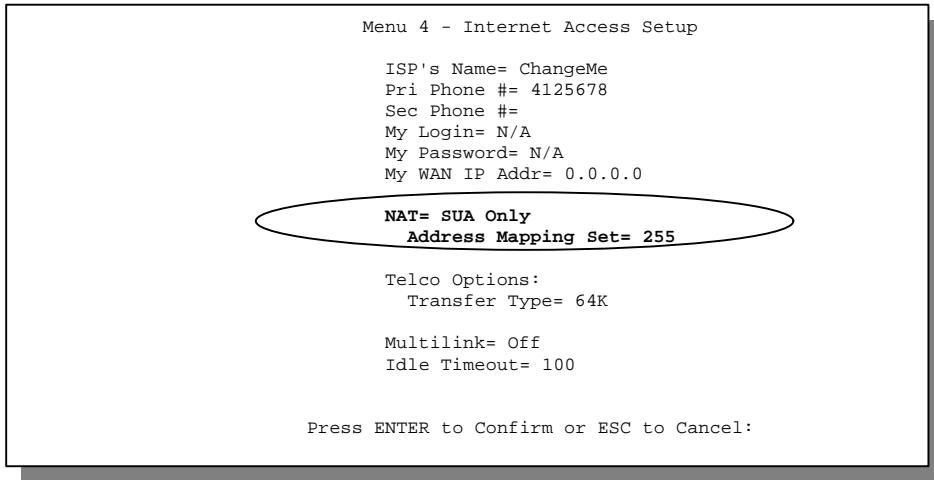 Menu 4 - Internet Access Setup
ISP's Name= ChangeMe
Pri Phone #= 4125678
Sec Phone #=
My Login= N/A
My Password= N/A
My WAN IP Addr= 0.0.0.0
NAT= SUA Only
Address Mapping Set= 255
Telco Options:
Transfer Type= 64K
Multilink= Off
Idle Timeout= 100
Press ENTER to Confirm or ESC to Cancel: